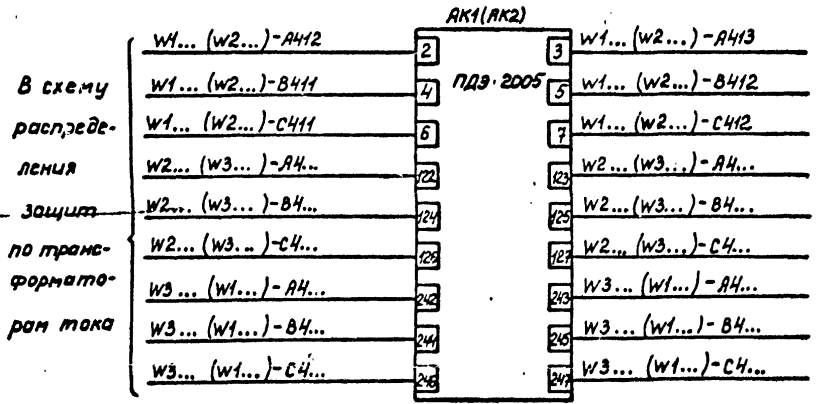 АК1(АК2)
W1... (W2...)-А412
2
3
W1... (W2...)-А413
В схему
распреде-
ления
защит
по транс-
формато-
рам тока
W1... (W2...)-В411
4
ПДЭ-2005
5
W1... (W2...)-В412
W1... (W2...)-С411
6
7
W1... (W2...)-С412
W2... (W3...)-А4...
122
123
W2... (W3...)-А4...
W2... (W3...)-В4...
124
125
W2... (W3...)-В4...
W2... (W3...)-С4...
126
127
W2... (W3...)-С4...
W3... (W1...)-А4...
242
243
W3... (W1...)-А4...
W3... (W1...)-В4...
244
245
W3... (W1...)-В4...
W3... (W1...)-С4...
246
247
W3... (W1...)-С4...